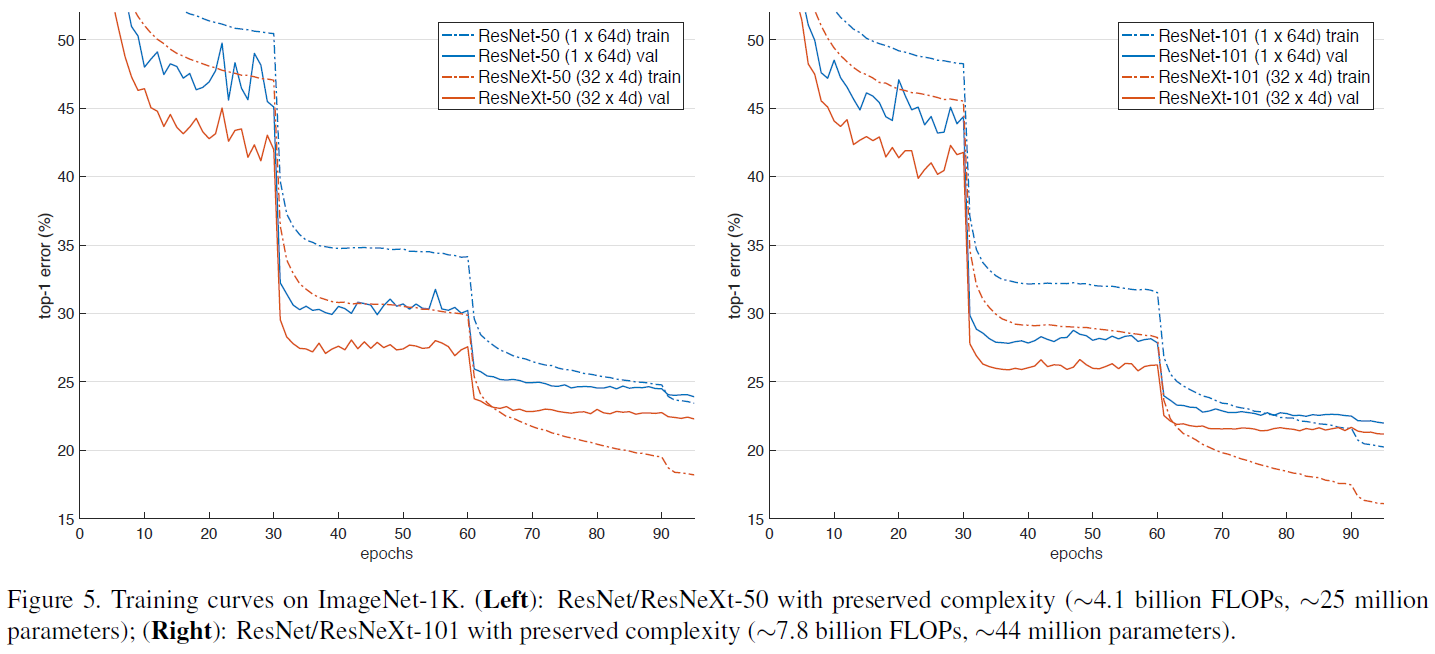 50
45
40
35
30
25
20
15
top-1 error (%)
0 10 20 30 40 50 60 70 80 90
epochs
ResNet-50 (1 x 64d) train
ResNet-50 (1 x 64d) val
ResNeXt-50 (32 x 4d) train
ResNeXt-50 (32 x 4d) val
50
45
40
35
30
25
20
15
top-1 error (%)
0 10 20 30 40 50 60 70 80 90
epochs
ResNet-101 (1 x 64d) train
ResNet-101 (1 x 64d) val
ResNeXt-101 (32 x 4d) train
ResNeXt-101 (32 x 4d) val
Figure 5. Training curves on ImageNet-1K. (Left): ResNet/ResNeXt-50 with preserved complexity (∼4.1 billion FLOPs, ∼25 million
parameters); (Right): ResNet/ResNeXt-101 with preserved complexity (∼7.8 billion FLOPs, ∼44 million parameters).